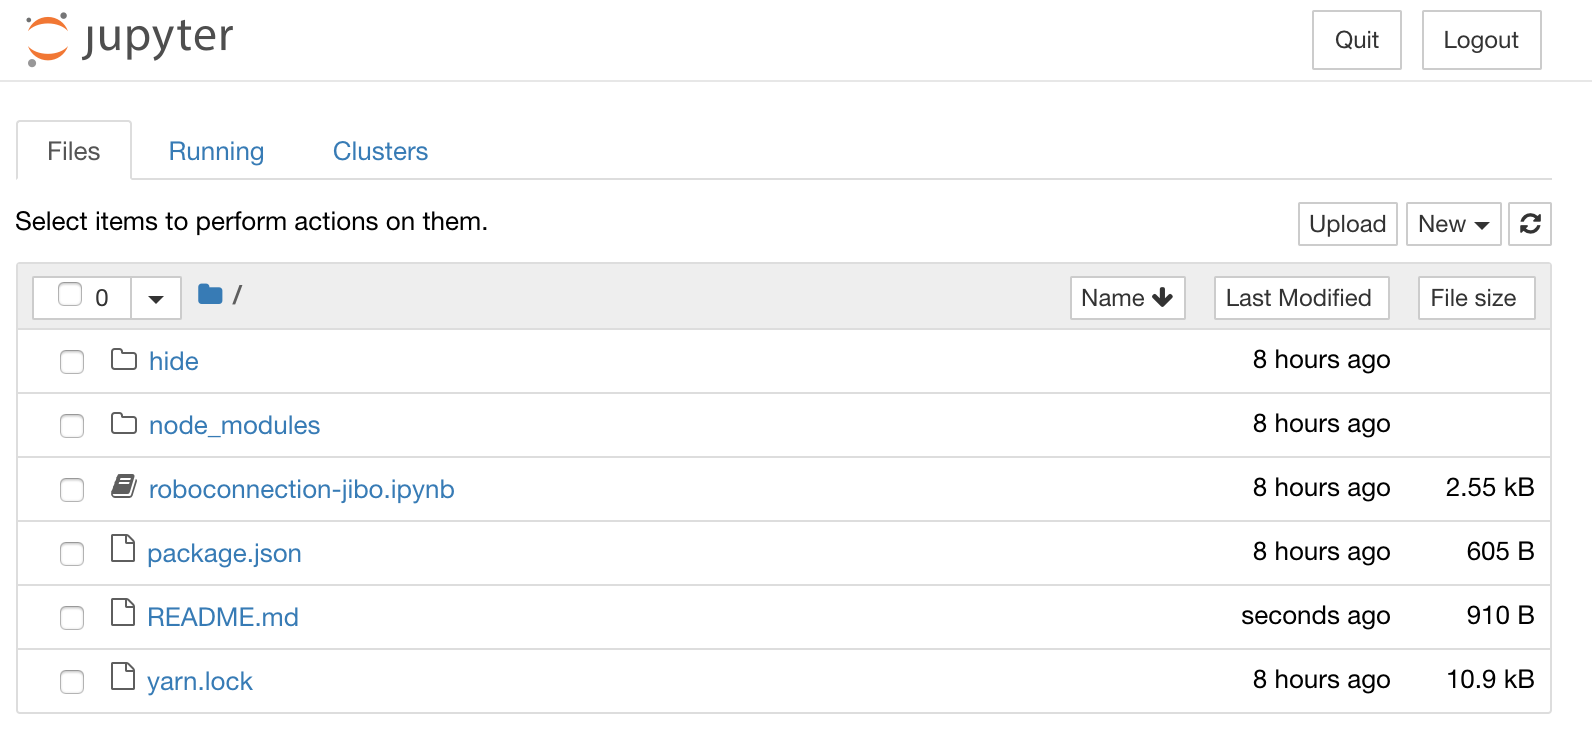 jupyter Quit Logout
Files Running Clusters
Select items to perform actions on them. Upload New
0 / Name Last Modified File size
hide 8 hours ago
node_modules 8 hours ago
roboconnection-jibo.ipynb 8 hours ago 2.55 kB
package.json 8 hours ago 605 B
README.md seconds ago 910 B
yarn.lock 8 hours ago 10.9 kB